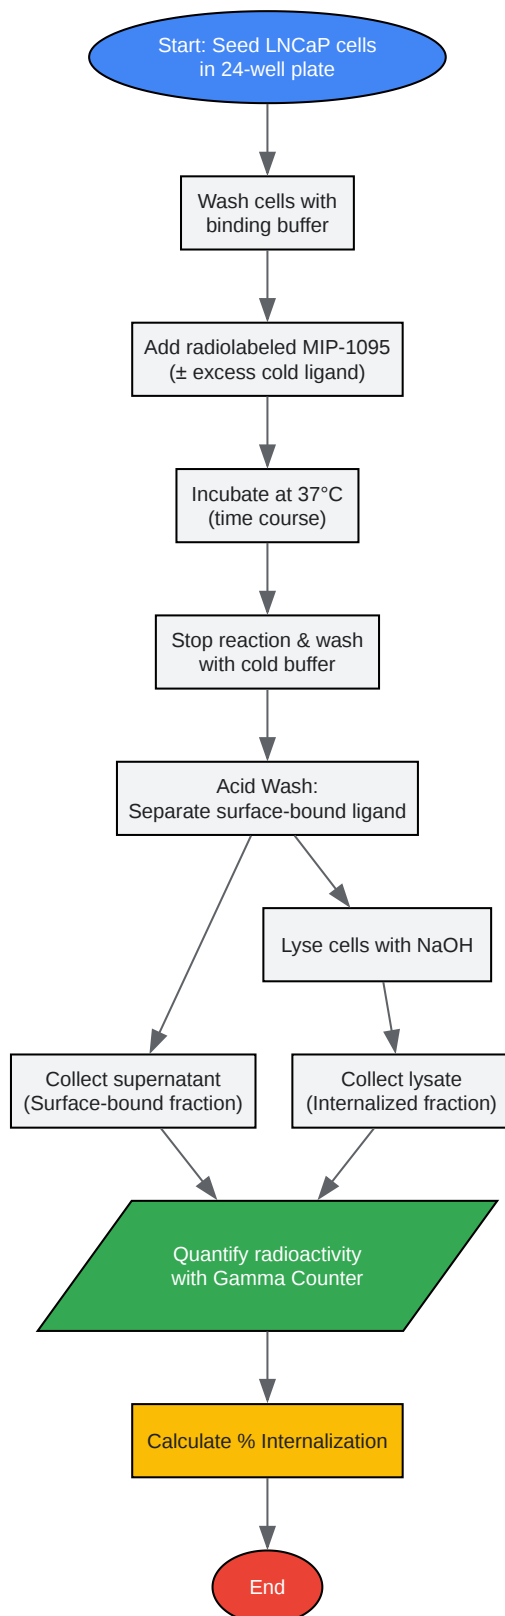 Start: Seed LNCaP cells
in 24-well plate
Wash cells with
binding buffer
Add radiolabeled MIP-1095
(± excess cold ligand)
Incubate at 37°C
(time course)
Stop reaction & wash
with cold buffer
Acid Wash:
Separate surface-bound ligand
Lyse cells with NaOH
Collect supernatant
(Surface-bound fraction)
Collect lysate
(Internalized fraction)
Quantify radioactivity
with Gamma Counter
Calculate % Internalization
End